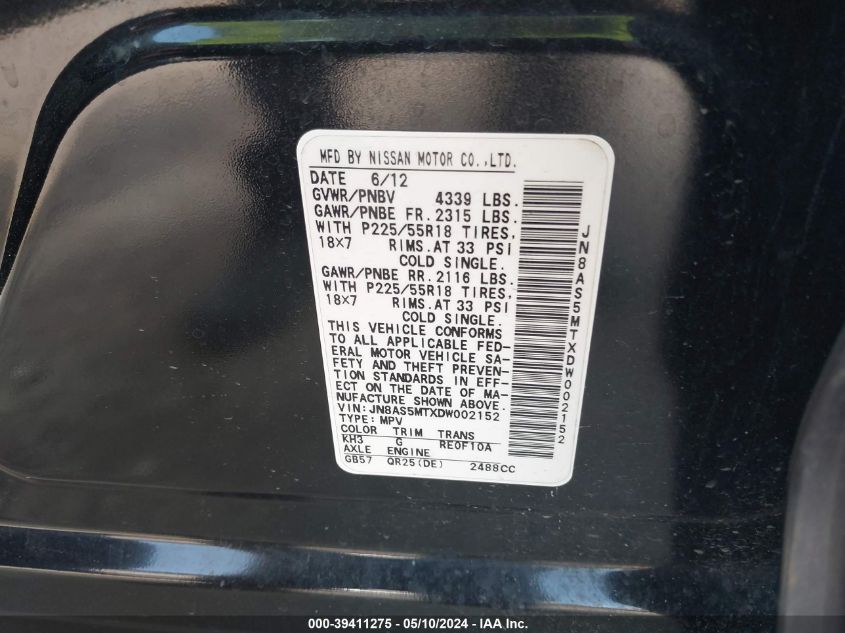 MFD BY NISSAN MOTOR CO.,LTD.
DATE 6/12
GVWR/PNBV 4339 LBS.
GAWR/PNBE FR. 2315 LBS.
WITH P225/55R18 TIRES,
18X7 RIMS. AT 33 PSI
COLD SINGLE.
GAWR/PNBE RR. 2116 LBS.
WITH P225/55R18 TIRES,
18X7 RIMS. AT 33 PSI
COLD SINGLE.
THIS VEHICLE CONFORMS
TO ALL APPLICABLE FED-
ERAL MOTOR VEHICLE SA-
FETY AND THEFT PREVEN-
TION STANDARDS IN EFF-
ECT ON THE DATE OF MA-
NUFACTURE SHOWN ABOVE.
VIN: JN8AS5MTXDW002152
TYPE: MPV
COLOR TRIM TRANS
KH3 G RE0F10A
AXLE ENGINE
GB57 QR25(DE) 2488CC
JN8AS5MTXDW002152
000-39411275 - 05/10/2024 - IAA Inc.